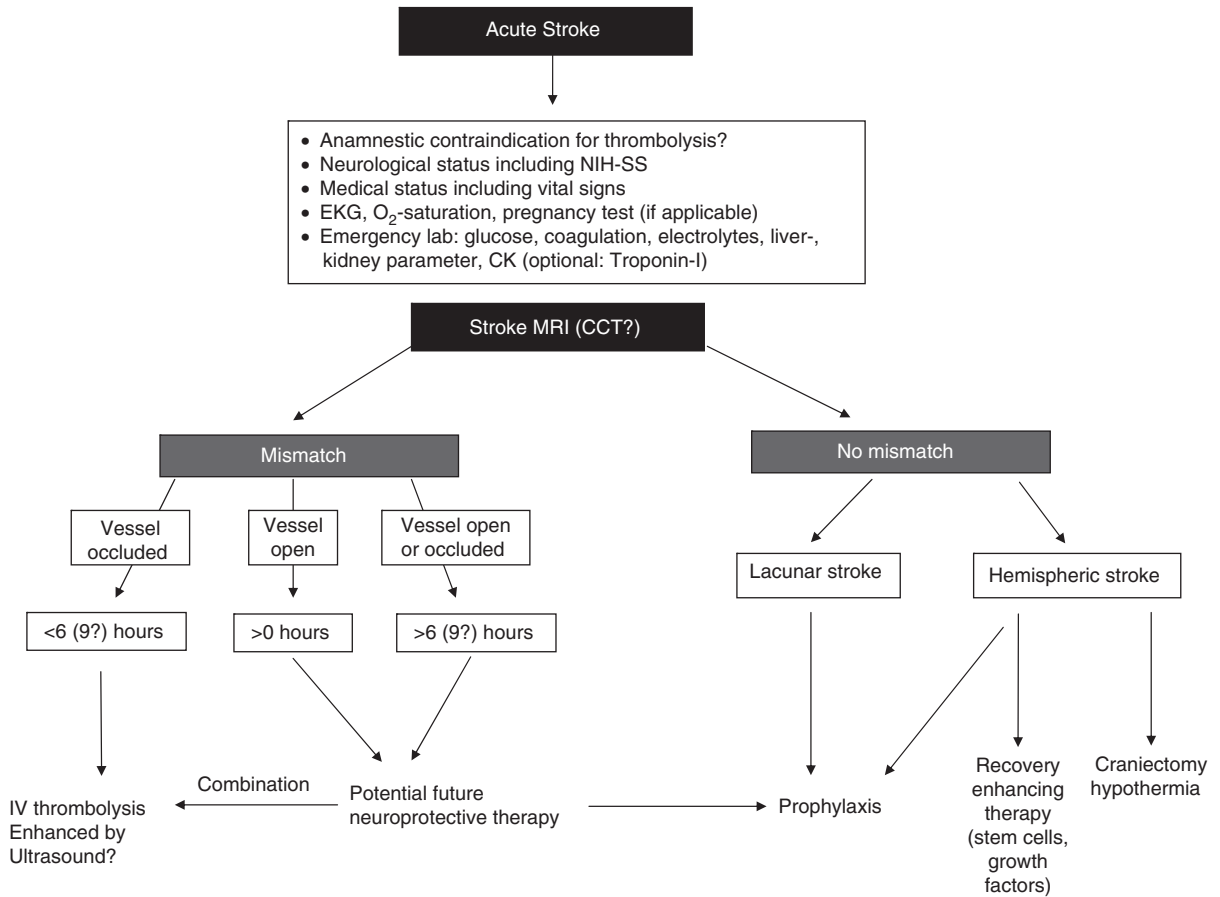 Acute Stroke
• Anamnestic contraindication for thrombolysis?
• Neurological status including NIH-SS
• Medical status including vital signs
• EKG, O₂-saturation, pregnancy test (if applicable)
• Emergency lab: glucose, coagulation, electrolytes, liver-,
kidney parameter, CK (optional: Troponin-I)
Stroke MRI (CCT?)
Mismatch
No mismatch
Vessel
occluded
Vessel
open
Vessel open
or occluded
Lacunar stroke
Hemispheric stroke
<6 (9?) hours
>0 hours
>6 (9?) hours
IV thrombolysis
Enhanced by
Ultrasound?
Combination
Potential future
neuroprotective therapy
Prophylaxis
Recovery
enhancing
therapy
(stem cells,
growth
factors)
Craniectomy
hypothermia